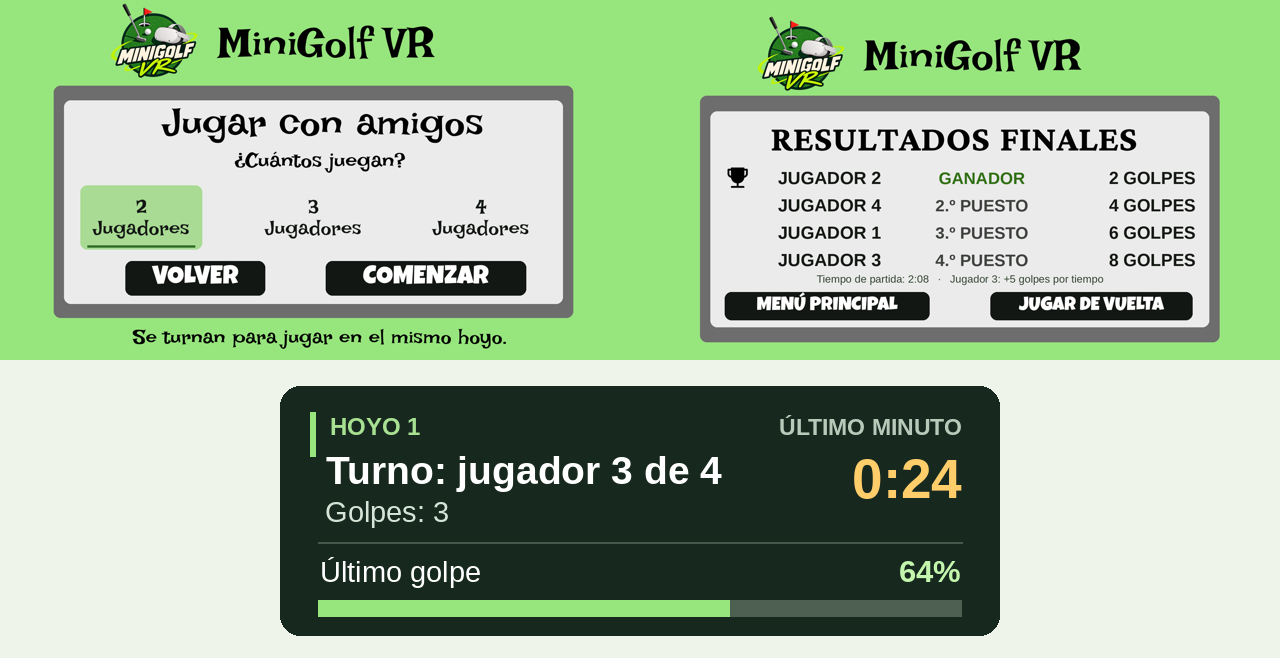 MINIGOLF
VR
MiniGolf VR
Jugar con amigos
¿Cuántos juegan?
2
Jugadores
3
Jugadores
4
Jugadores
VOLVER
COMENZAR
Se turnan para jugar en el mismo hoyo.
MINIGOLF
VR
MiniGolf VR
RESULTADOS FINALES
JUGADOR 2 GANADOR 2 GOLPES
JUGADOR 4 2.º PUESTO 4 GOLPES
JUGADOR 1 3.º PUESTO 6 GOLPES
JUGADOR 3 4.º PUESTO 8 GOLPES
Tiempo de partida: 2:08 · Jugador 3: +5 golpes por tiempo
MENÚ PRINCIPAL
JUGAR DE VUELTA
HOYO 1
ÚLTIMO MINUTO
Turno: jugador 3 de 4
0:24
Golpes: 3
Último golpe
64%